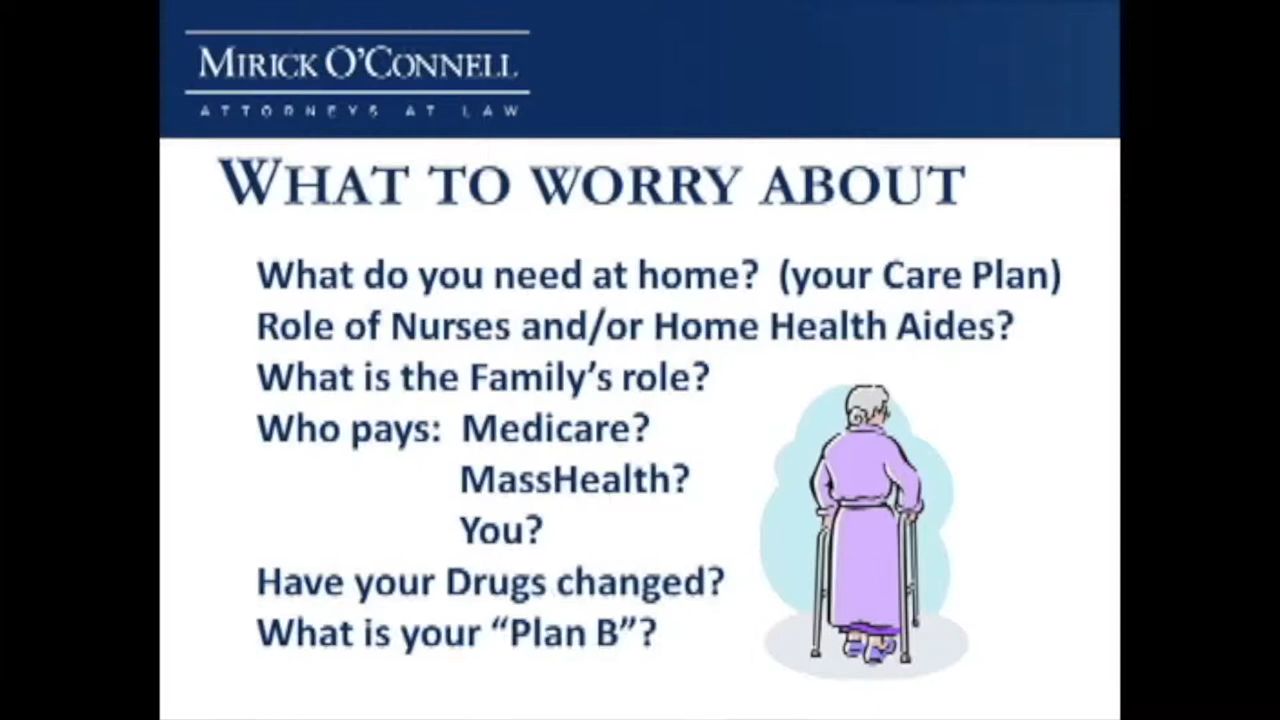 MIRICK O'CONNELL
ATTORNEYS AT LAW
WHAT TO WORRY ABOUT
What do you need at home? (your Care Plan)
Role of Nurses and/or Home Health Aides?
What is the Family's role?
Who pays: Medicare?
MassHealth?
You?
Have your Drugs changed?
What is your “Plan B”?